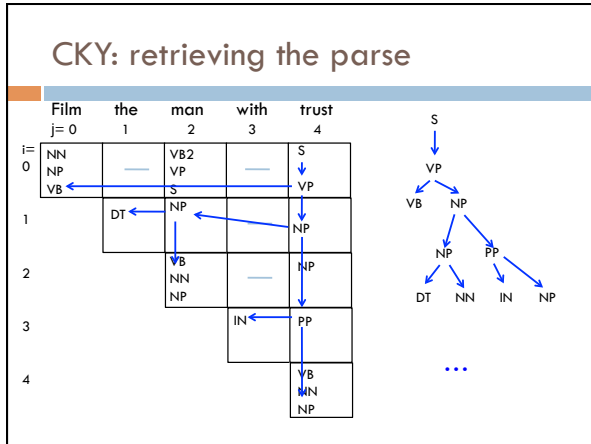 CKY: retrieving the parse
Film the man with trust
j= 0 1 2 3 4
i=
0
NN
NP
VB
VB2
VP
S
S
VP
1
DT
NP
NP
2
VB
NN
NP
NP
3
IN
PP
4
VB
NN
NP
S
VP
VB NP
NP PP
DT NN IN NP
...